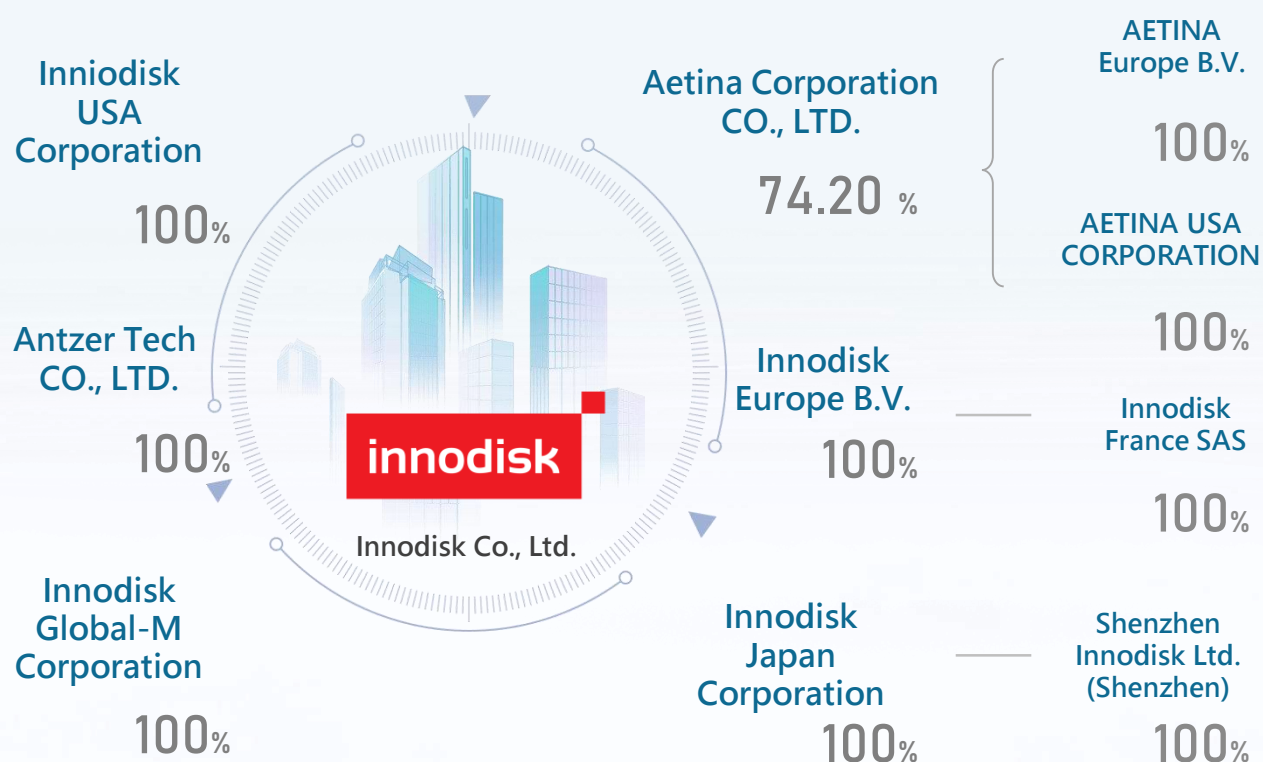 Inniodisk
USA
Corporation
100%
Antzer Tech
CO., LTD.
100%
Innodisk
Global-M
Corporation
100%
innodisk
Innodisk Co., Ltd.
Aetina Corporation
CO., LTD.
74.20 %
AETINA
Europe B.V.
100%
AETINA USA
CORPORATION
100%
Innodisk
Europe B.V.
100%
Innodisk
France SAS
100%
Innodisk
Japan
Corporation
100%
Shenzhen
Innodisk Ltd.
(Shenzhen)
100%